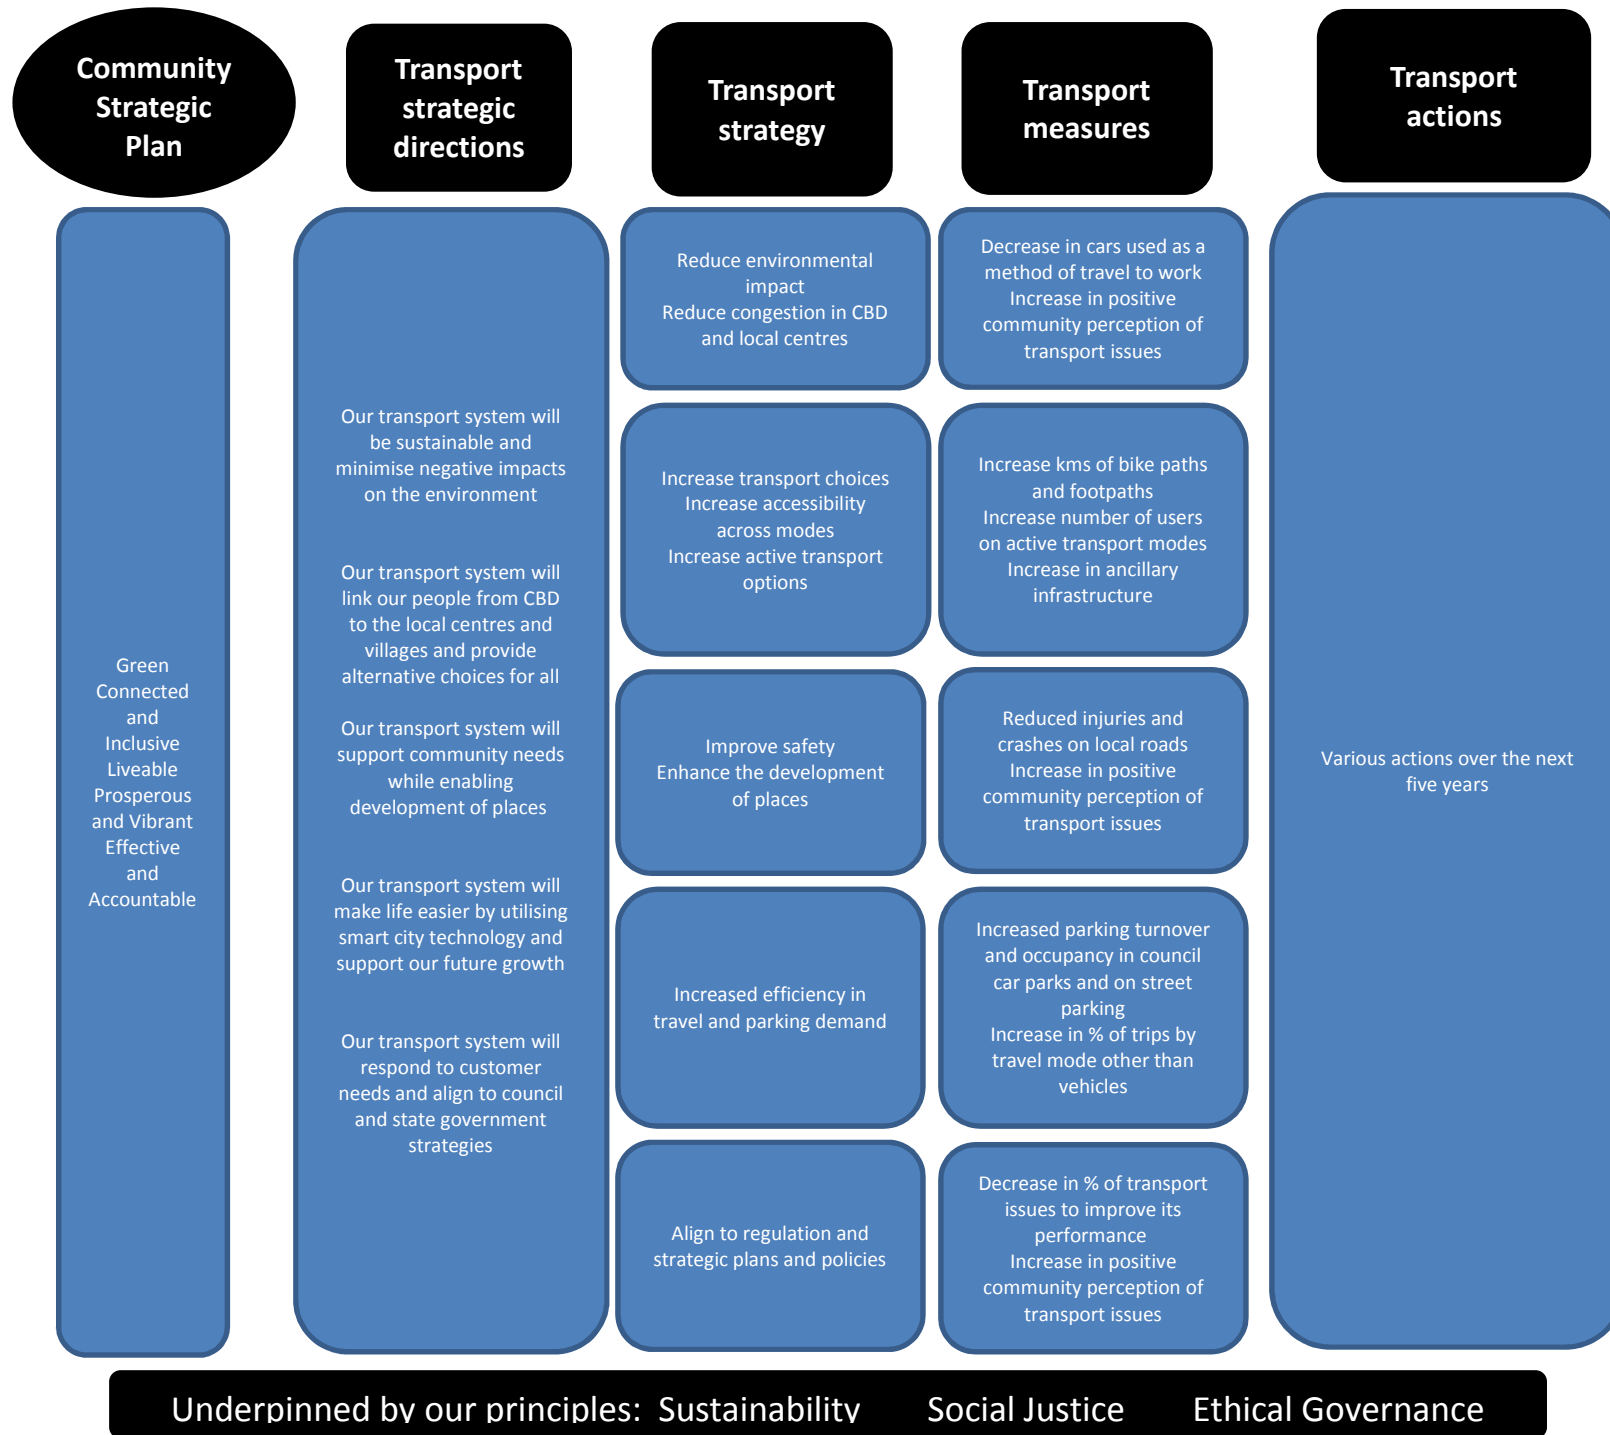 Community
Strategic
Plan
Transport
strategic
directions
Transport
strategy
Transport
measures
Transport
actions
Green
Connected
and
Inclusive
Liveable
Prosperous
and Vibrant
Effective
and
Accountable
Our transport system will
be sustainable and
minimise negative impacts
on the environment
Our transport system will
link our people from CBD
to the local centres and
villages and provide
alternative choices for all
Our transport system will
support community needs
while enabling
development of places
Our transport system will
make life easier by utilising
smart city technology and
support our future growth
Our transport system will
respond to customer
needs and align to council
and state government
strategies
Reduce environmental
impact
Reduce congestion in CBD
and local centres
Increase transport choices
Increase accessibility
across modes
Increase active transport
options
Improve safety
Enhance the development
of places
Increased efficiency in
travel and parking demand
Align to regulation and
strategic plans and policies
Decrease in cars used as a
method of travel to work
Increase in positive
community perception of
transport issues
Increase kms of bike paths
and footpaths
Increase number of users
on active transport modes
Increase in ancillary
infrastructure
Reduced injuries and
crashes on local roads
Increase in positive
community perception of
transport issues
Increased parking turnover
and occupancy in council
car parks and on street
parking
Increase in % of trips by
travel mode other than
vehicles
Decrease in % of transport
issues to improve its
performance
Increase in positive
community perception of
transport issues
Various actions over the next
five years
Underpinned by our principles: Sustainability Social Justice Ethical Governance